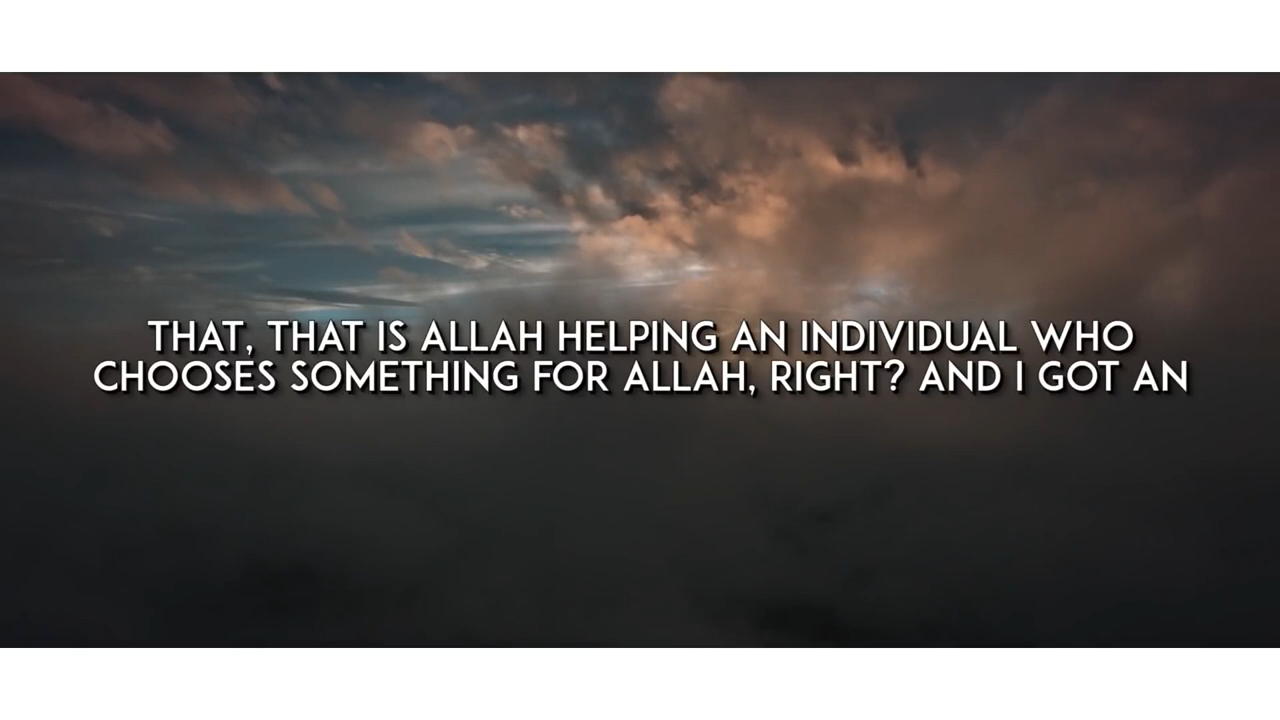 THAT, THAT IS ALLAH HELPING AN INDIVIDUAL WHO
CHOOSES SOMETHING FOR ALLAH, RIGHT? AND I GOT AN